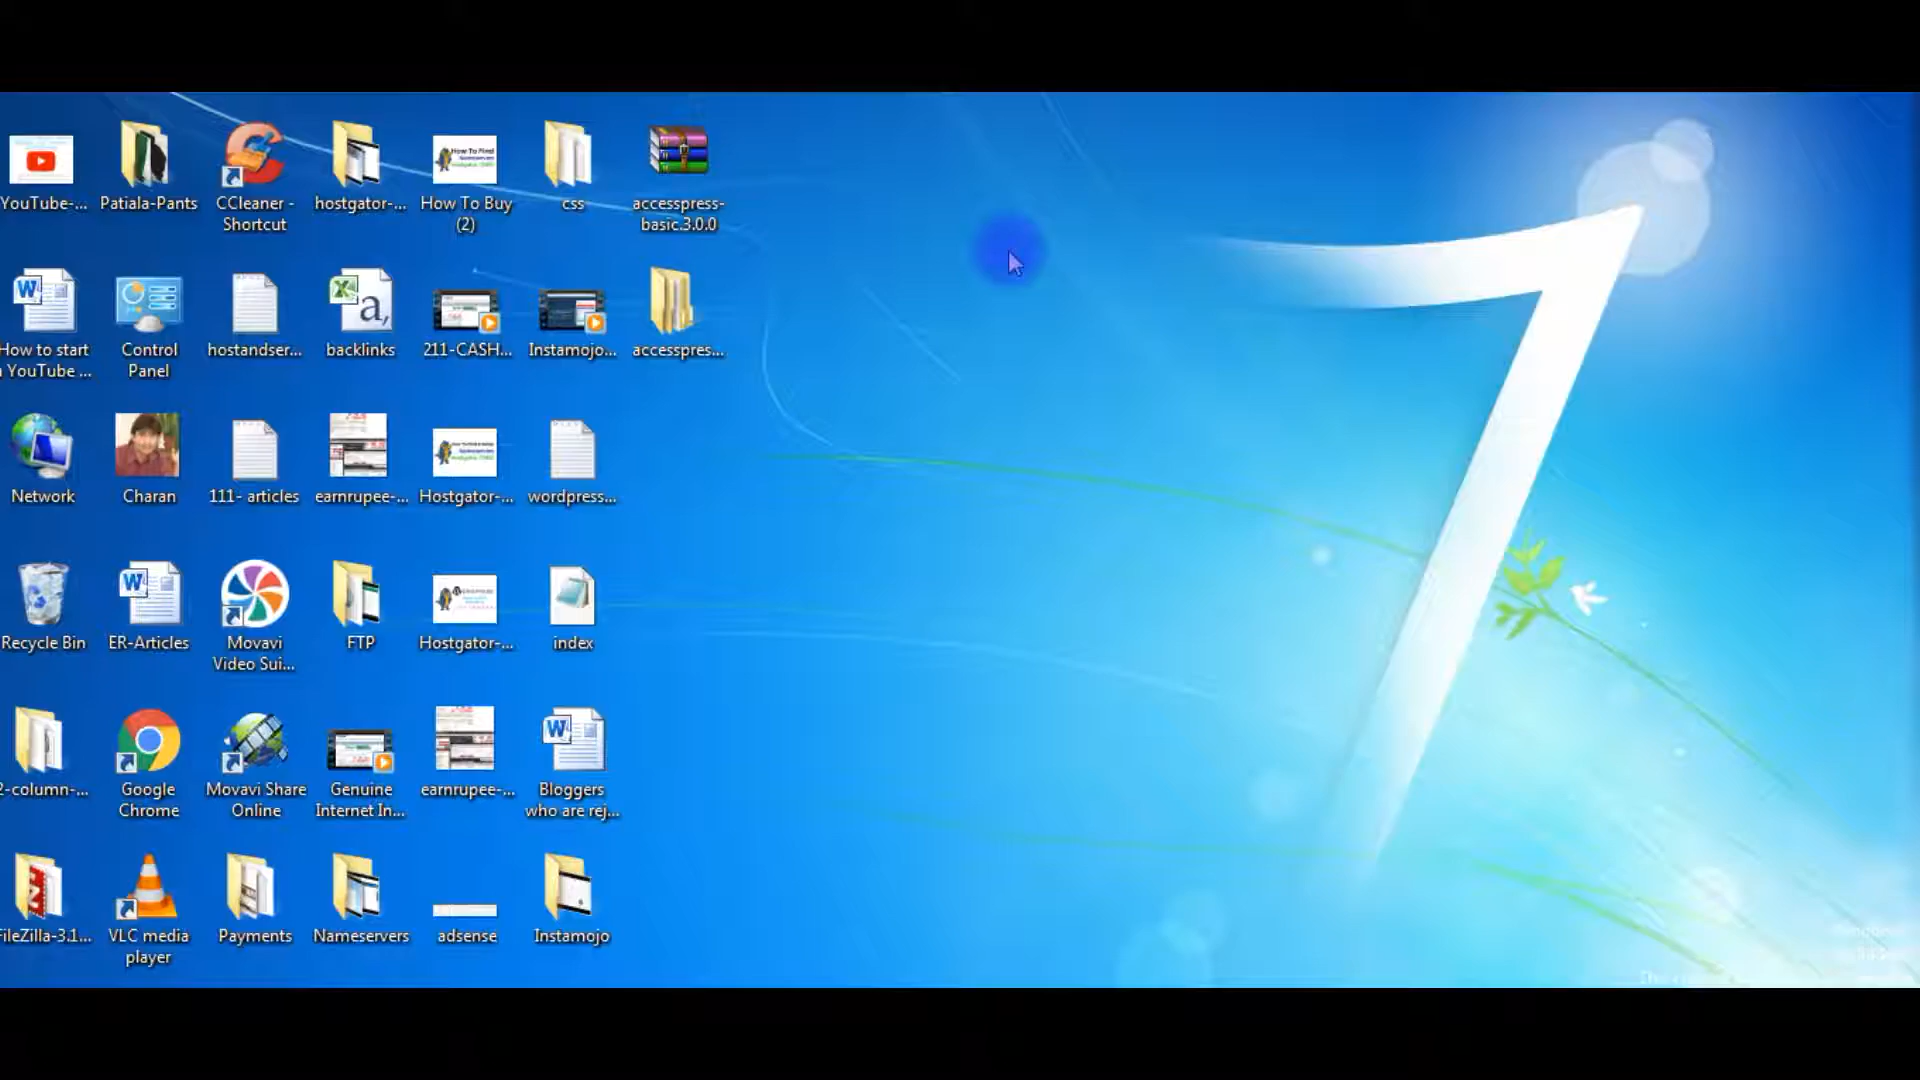 YouTube-...
Patiala-Pants
CCleaner -
Shortcut
hostgator-...
How To Buy
(2)
css
accesspress-
basic.3.0.0
How to start
a YouTube ...
Control
Panel
hostandser...
backlinks
211-CASH...
Instamojo...
accesspres...
Network
Charan
111- articles
earnrupee-...
Hostgator-...
wordpress...
Recycle Bin
ER-Articles
Movavi
Video Sui...
FTP
Hostgator-...
index
2-column-...
Google
Chrome
Movavi Share
Online
Genuine
Internet In...
earnrupee-...
Bloggers
who are rej...
FileZilla-3.1...
VLC media
player
Payments
Nameservers
adsense
Instamojo